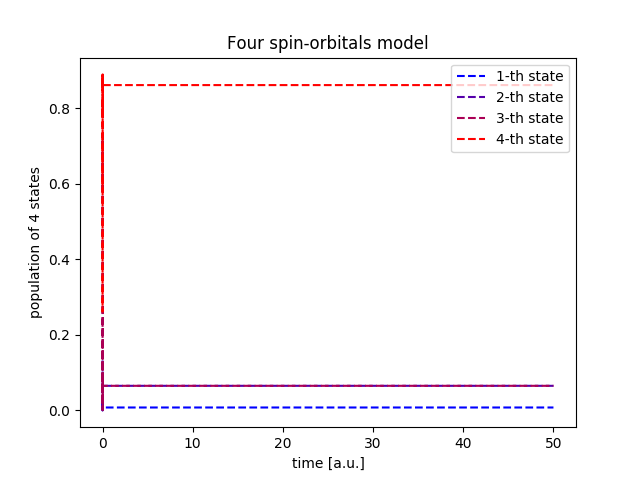 Four spin-orbitals model
1-th state
2-th state
3-th state
4-th state
population of 4 states
0.8
0.6
0.4
0.2
0.0
0 10 20 30 40 50
time [a.u.]